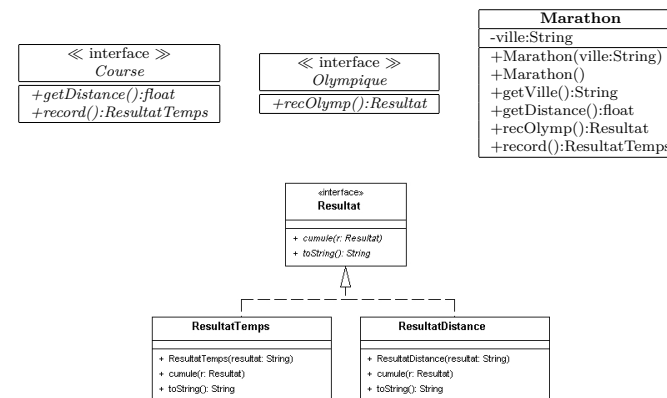 ≪ interface ≫
Course
+getDistance():float
+record():ResultatTemps
≪ interface ≫
Olympique
+recOlymp():Resultat
Marathon
-ville:String
+Marathon(ville:String)
+Marathon()
+getVille():String
+getDistance():float
+recOlymp():Resultat
+record():ResultatTemps
«interface»
Resultat
+ cumule(r: Resultat)
+ toString(): String
ResultatTemps
+ ResultatTemps(resultat: String)
+ cumule(r: Resultat)
+ toString(): String
ResultatDistance
+ ResultatDistance(resultat: String)
+ cumule(r: Resultat)
+ toString(): String